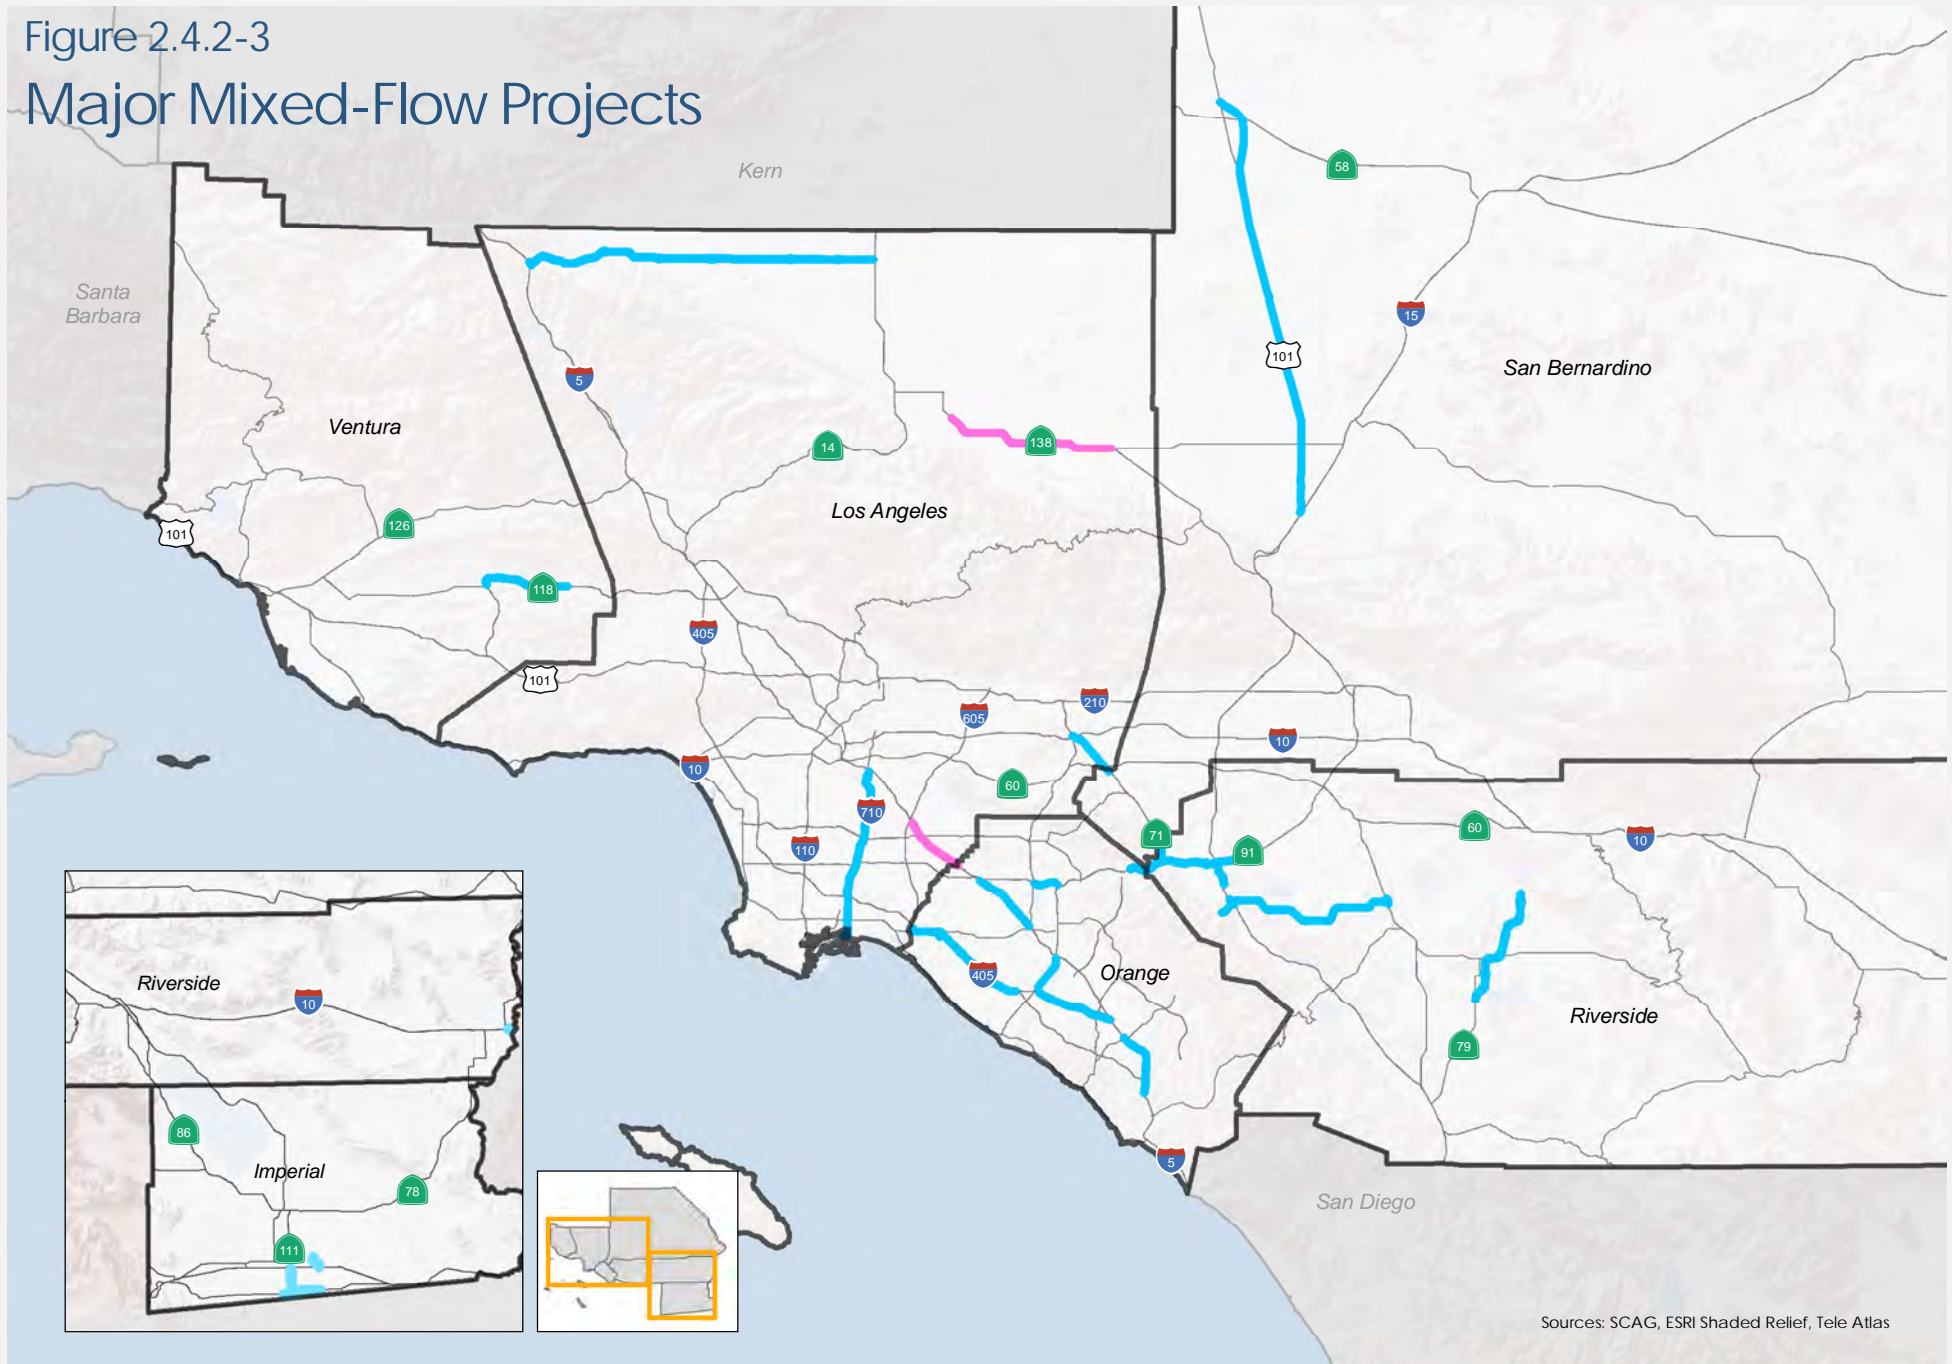 Figure 2.4.2-3
Major Mixed-Flow Projects
Kern
58
Santa
Barbara
15
101
San Bernardino
5
Ventura
14
138
Los Angeles
126
101
118
405
101
210
605
10
10
60
710
110
71
91
60
10
405
Orange
Riverside
79
5
San Diego
Riverside
10
86
Imperial
78
111
Sources: SCAG, ESRI Shaded Relief, Tele Atlas